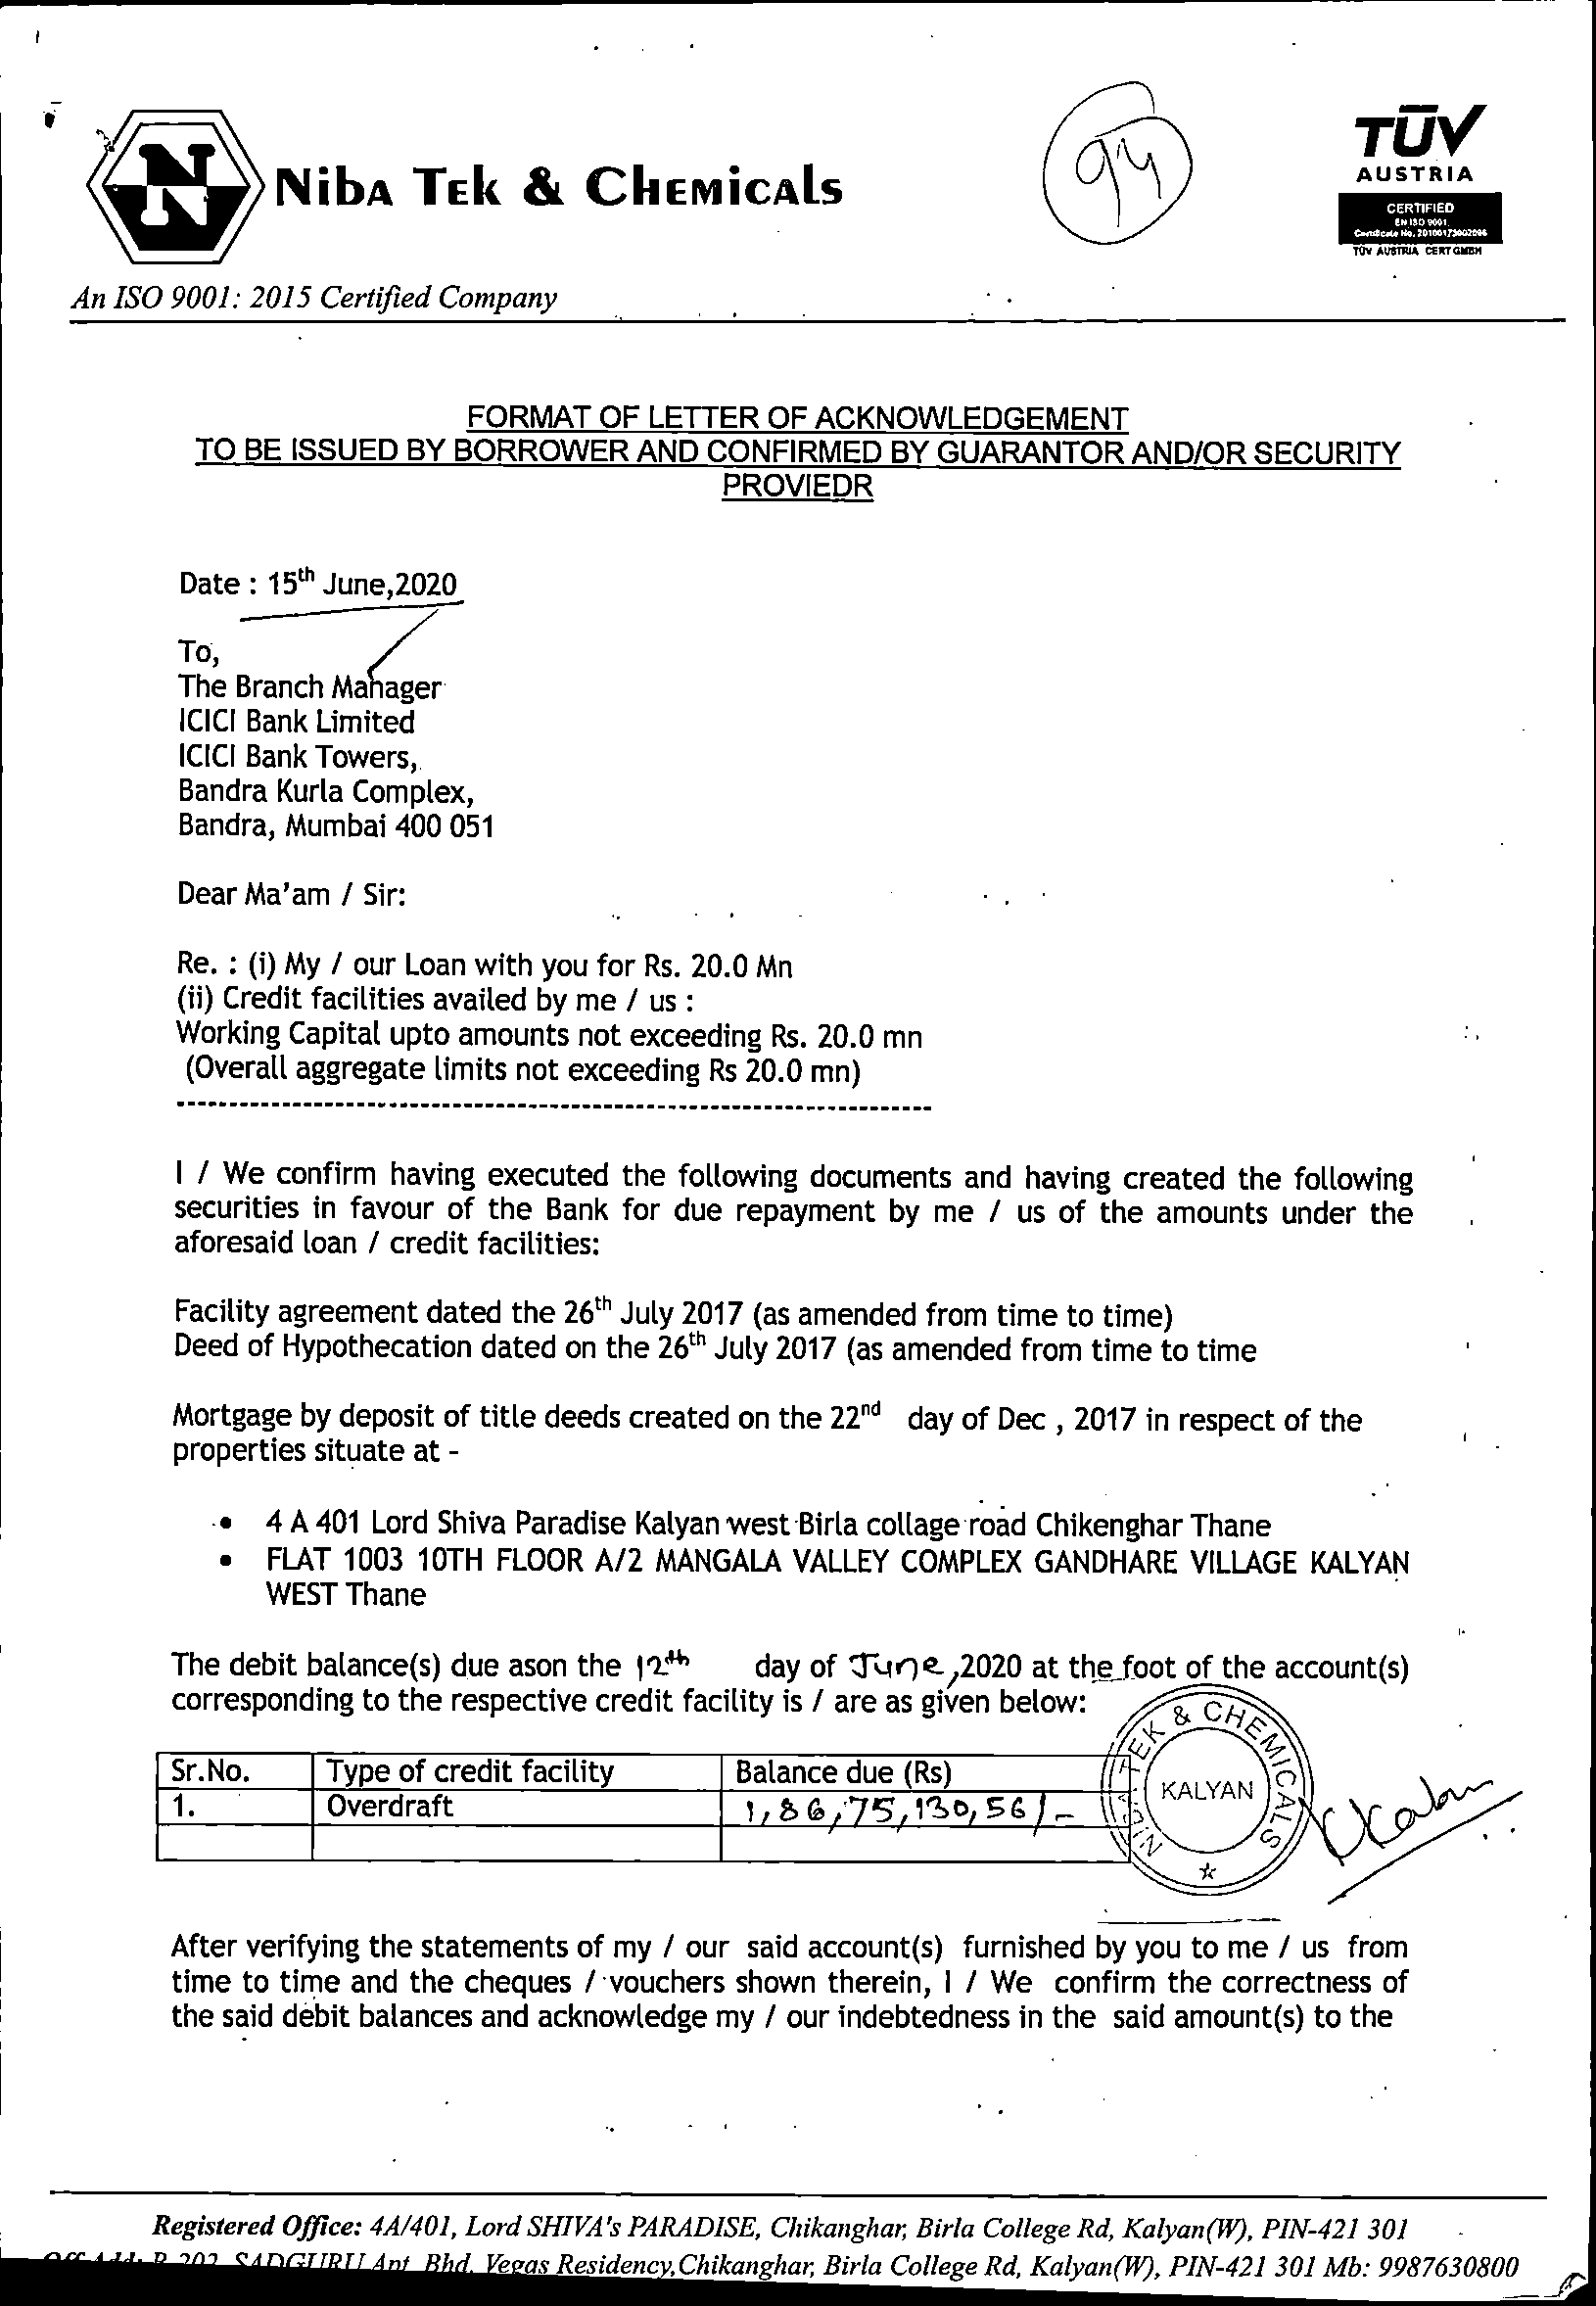 94
TÜV
AUSTRIA
CERTIFIED
EN ISO 9001
Certificate No. 20100173002096
TÜV AUSTRIA CERT GMBH
N
Niba Tek & Chemicals
An ISO 9001: 2015 Certified Company
FORMAT OF LETTER OF ACKNOWLEDGEMENT
TO BE ISSUED BY BORROWER AND CONFIRMED BY GUARANTOR AND/OR SECURITY
PROVIEDR
Date : 15th June,2020
To,
The Branch Manager
ICICI Bank Limited
ICICI Bank Towers,
Bandra Kurla Complex,
Bandra, Mumbai 400 051
Dear Ma'am / Sir:
Re. : (i) My / our Loan with you for Rs. 20.0 Mn
(ii) Credit facilities availed by me / us :
Working Capital upto amounts not exceeding Rs. 20.0 mn
(Overall aggregate limits not exceeding Rs 20.0 mn)
I / We confirm having executed the following documents and having created the following
securities in favour of the Bank for due repayment by me / us of the amounts under the
aforesaid loan / credit facilities:
Facility agreement dated the 26th July 2017 (as amended from time to time)
Deed of Hypothecation dated on the 26th July 2017 (as amended from time to time
Mortgage by deposit of title deeds created on the 22nd day of Dec , 2017 in respect of the
properties situate at -
• 4 A 401 Lord Shiva Paradise Kalyan west Birla collage road Chikenghar Thane
• FLAT 1003 10TH FLOOR A/2 MANGALA VALLEY COMPLEX GANDHARE VILLAGE KALYAN
WEST Thane
The debit balance(s) due ason the 12th day of June,2020 at the foot of the account(s)
corresponding to the respective credit facility is / are as given below:
Sr.No. Type of credit facility Balance due (Rs)
1. Overdraft 1,86,75,130,56/-
NIBA TEK & CHEMICALS
KALYAN
After verifying the statements of my / our said account(s) furnished by you to me / us from
time to time and the cheques / vouchers shown therein, I / We confirm the correctness of
the said debit balances and acknowledge my / our indebtedness in the said amount(s) to the
Registered Office: 4A/401, Lord SHIVA's PARADISE, Chikanghar, Birla College Rd, Kalyan(W), PIN-421 301
Off Add: B 202, SADGURU Apt Bhd. Vegas Residency, Chikanghar, Birla College Rd, Kalyan(W), PIN-421 301 Mb: 9987630800